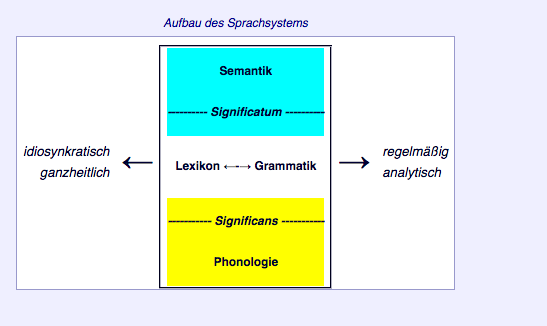 Aufbau des Sprachsystems
Semantik
---------- Significatum ----------
idiosynkratisch
ganzheitlich
←
Lexikon ←-→ Grammatik
→
regelmäßig
analytisch
----------- Significans -----------
Phonologie